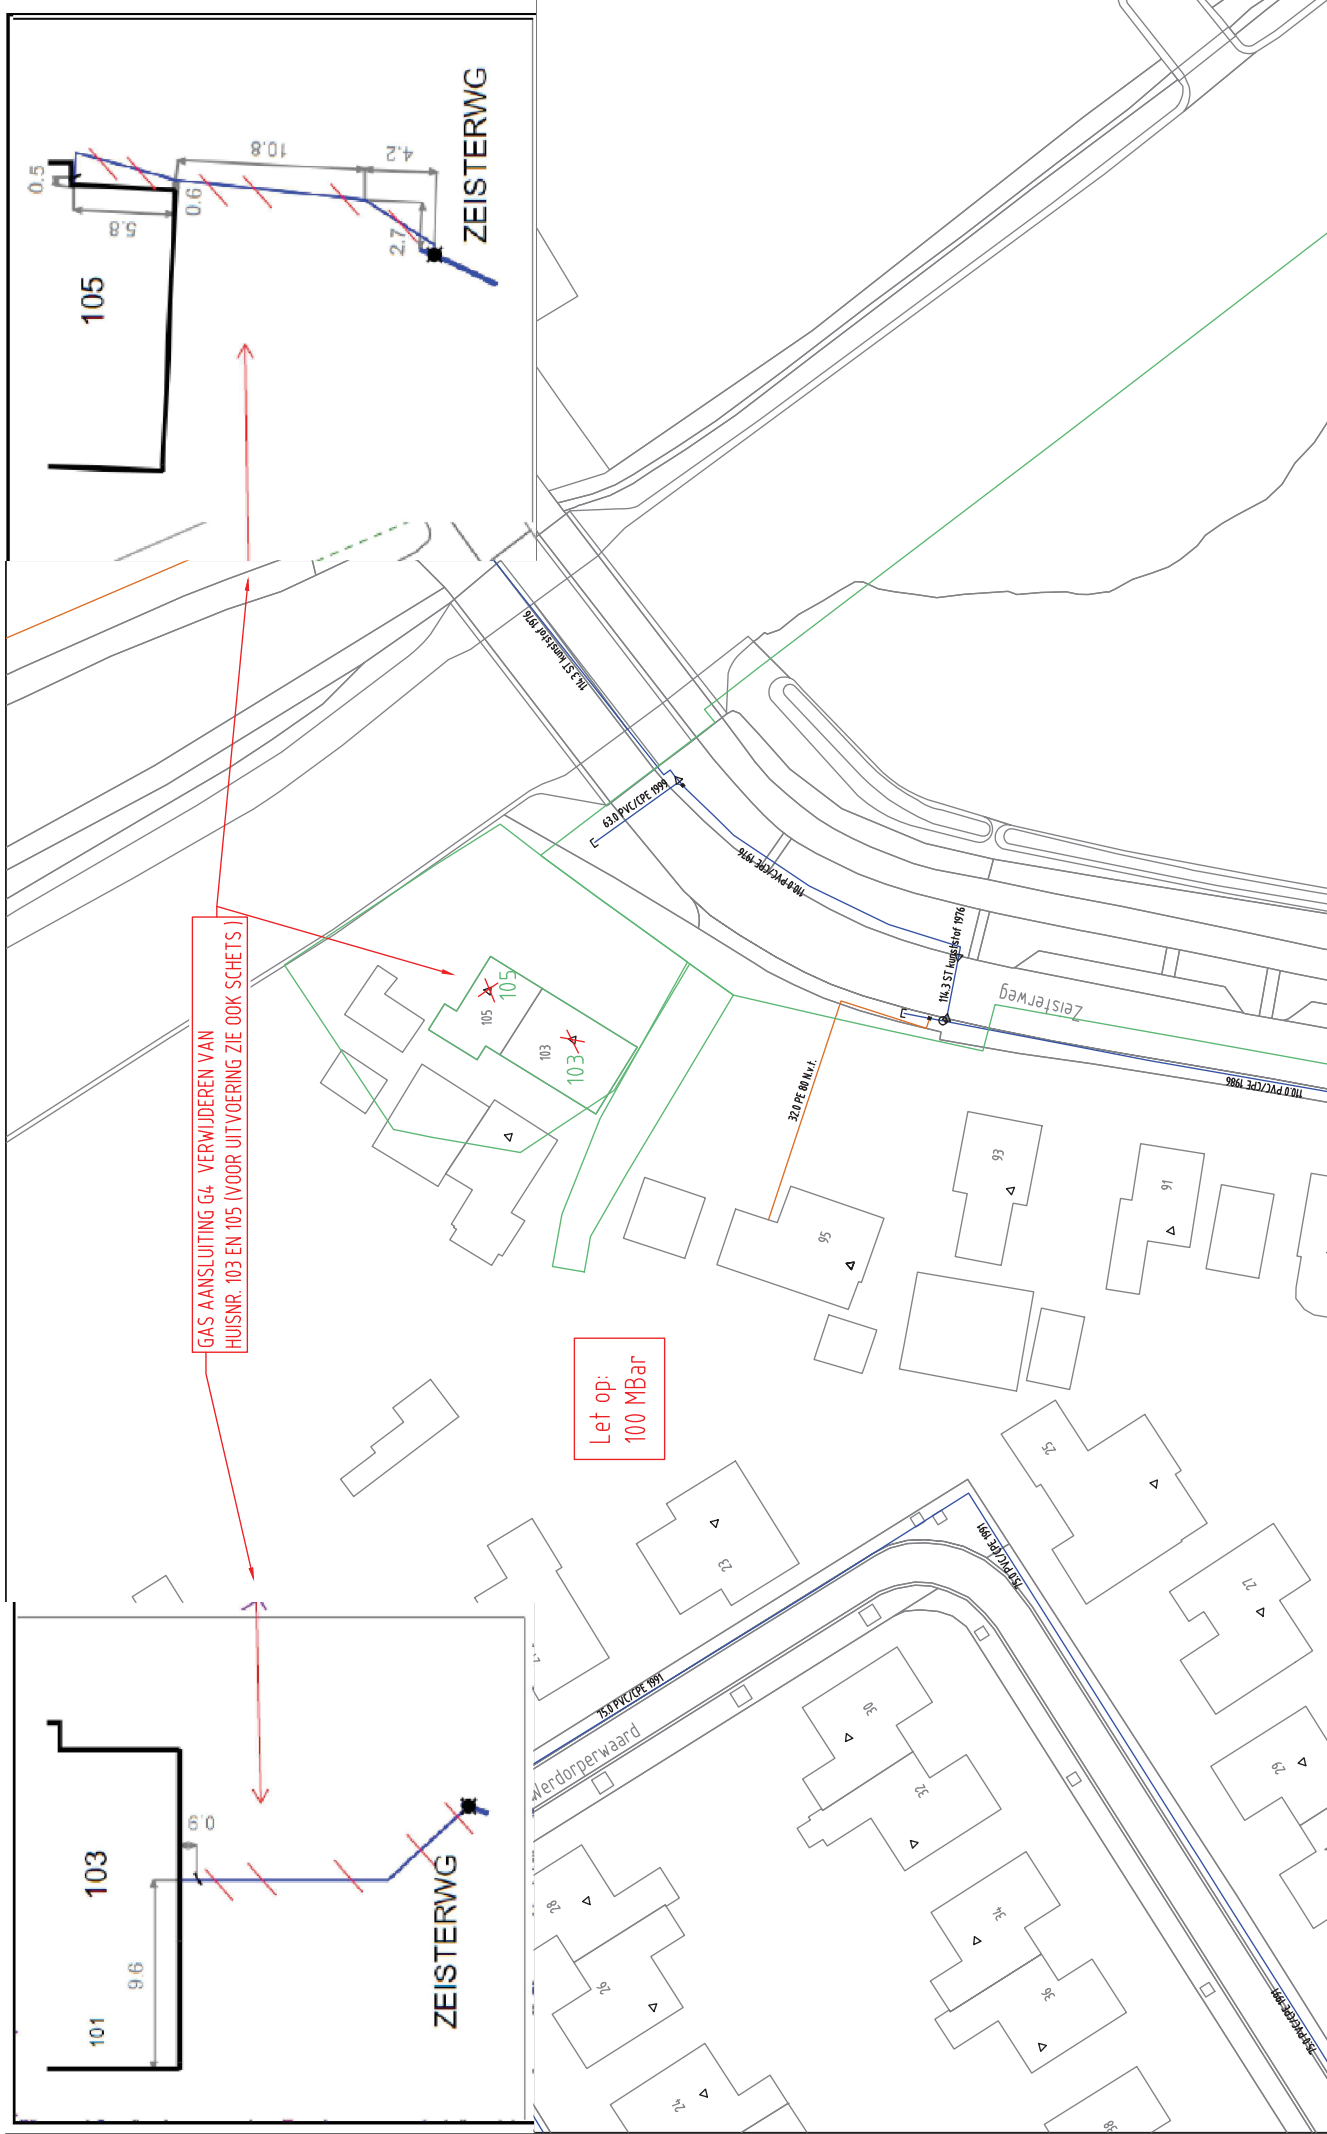 0.5
5.8
105
0.6
10.8
4.2
2.7
ZEISTERWG
114.3 ST kunststof 1976
63.0 PVC/CPE 1999
110.0 PVC/CPE 1976
114.3 ST kunststof 1976
Zeisterweg
110.0 PVC/CPE 1986
32.0 PE 80 N.v.t.
GAS AANSLUITING G4 VERWIJDEREN VAN
HUISNR. 103 EN 105 (VOOR UITVOERING ZIE OOK SCHETS )
105
105
103
103
95
93
91
Let op:
100 MBar
25
23
27
29
75.0 PVC/CPE 1991
75.0 PVC/CPE 1991
75.0 PVC/CPE 1991
Werdorperwaard
30
32
28
26
34
36
24
38
103
101
9.6
ZEISTERWG